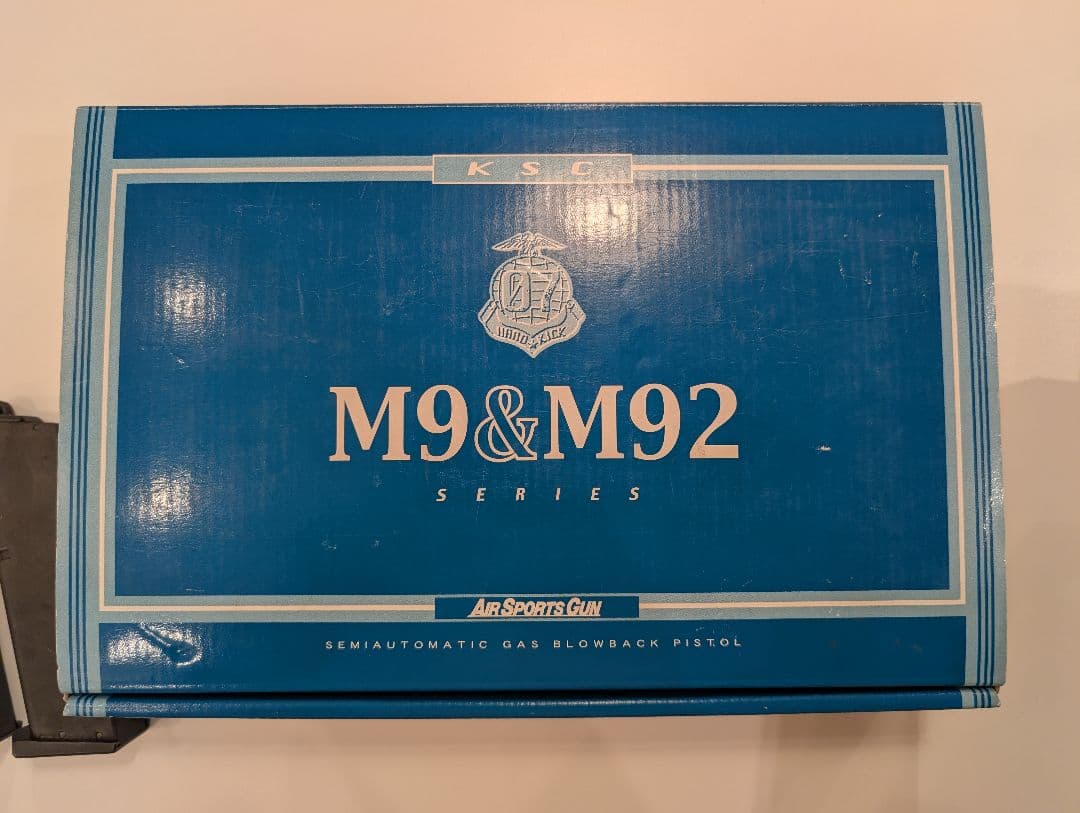 KSC
07
HARD KICK
M9&M92
SERIES
AIR SPORTS GUN
SEMIAUTOMATIC GAS BLOWBACK PISTOL